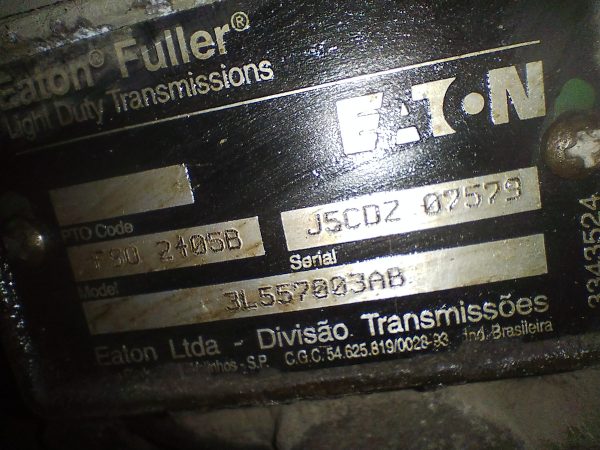 Eaton® Fuller®
Light Duty Transmissions
EATON
PTO Code
FSO 2405B
J5CDZ 07579
Model
Serial
3L557003AB
Eaton Ltda - Divisão Transmissões
- S.P. C.G.C. 54.625.819/0028-93 Ind. Brasileira
3343524